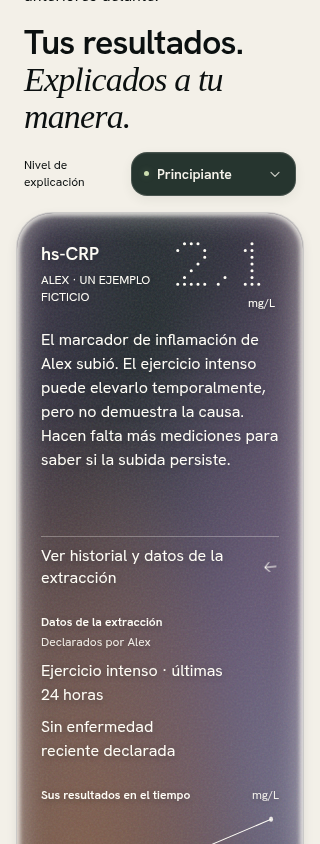 Tus resultados.
Explicados a tu
manera.
Nivel de
explicación
Principiante
hs-CRP
2.1
ALEX · UN EJEMPLO
FICTICIO
mg/L
El marcador de inflamación de
Alex subió. El ejercicio intenso
puede elevarlo temporalmente,
pero no demuestra la causa.
Hacen falta más mediciones para
saber si la subida persiste.
Ver historial y datos de la
extracción
Datos de la extracción
Declarados por Alex
Ejercicio intenso · últimas
24 horas
Sin enfermedad
reciente declarada
Sus resultados en el tiempo
mg/L